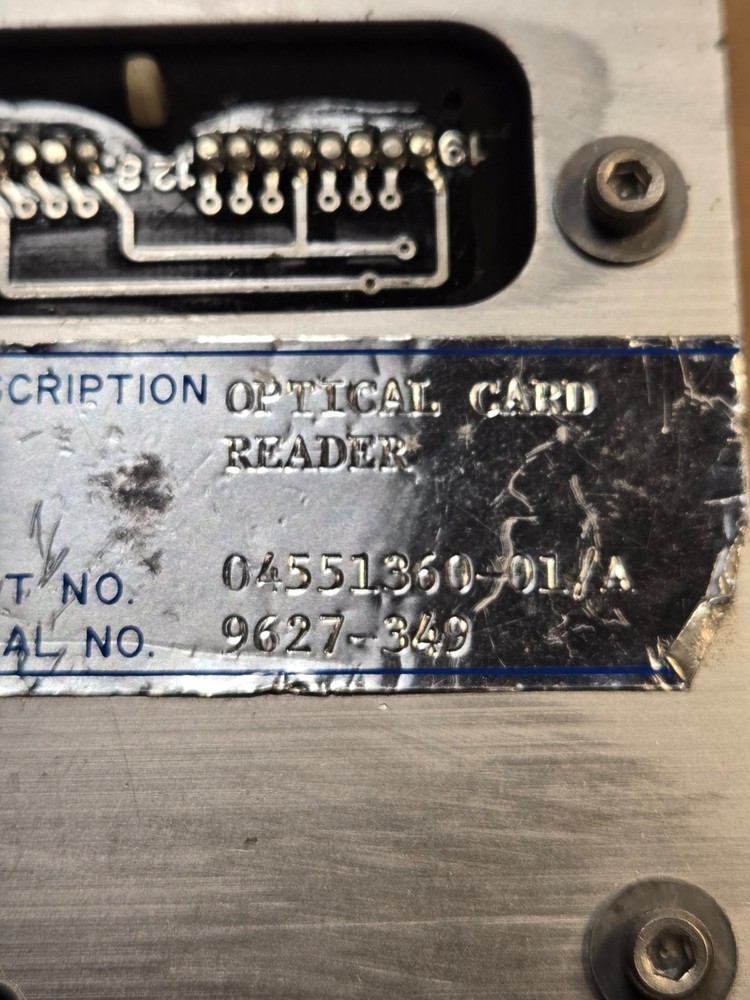 19
12 8
SCRIPTION OPTICAL CARD
READER
T NO. 04551360-01/A
AL NO. 9627-349